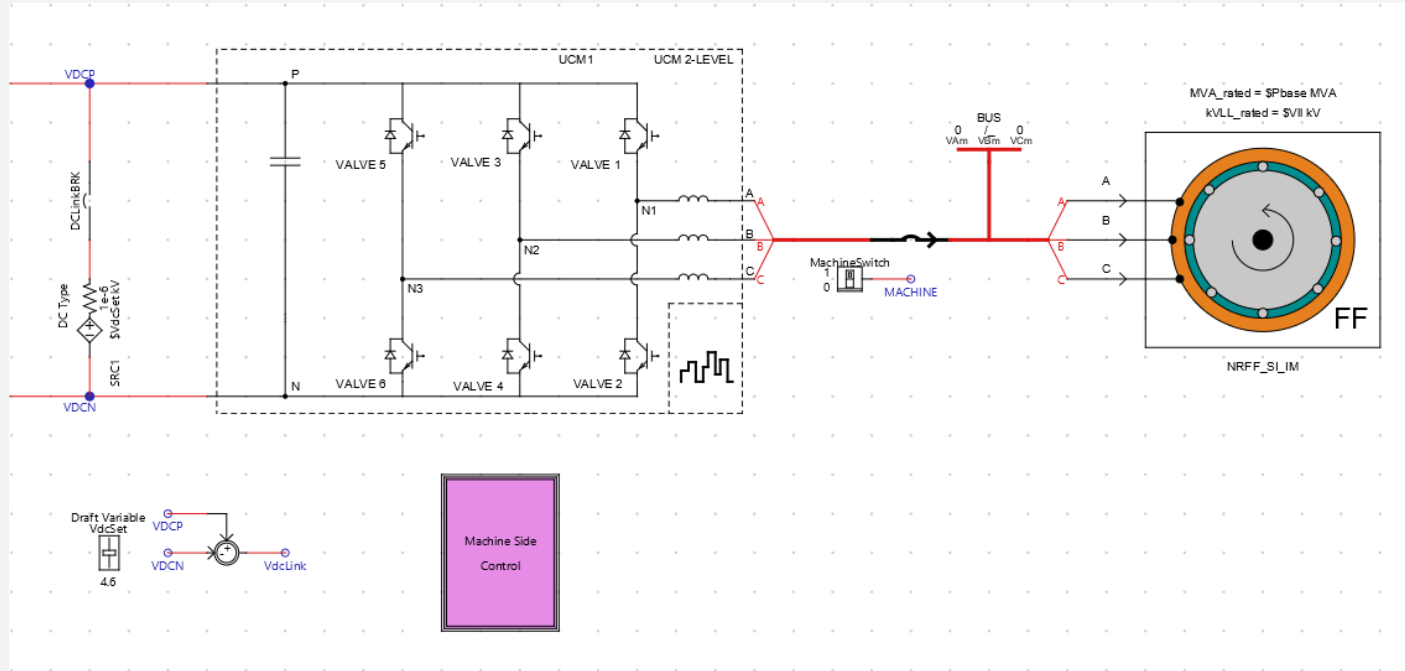 VDCP
DCLinkBRK
DC Type
1e-6
$VdcSet kV
SRC1
VDCN
UCM1
UCM 2-LEVEL
P
VALVE 5
VALVE 3
VALVE 1
N1
N2
N3
A
B
C
A
B
C
N
VALVE 6
VALVE 4
VALVE 2
MachineSwitch
1
0
MACHINE
BUS
0
/_
0
VAm
VBm
VCm
A
B
C
A
B
C
MVA_rated = $Pbase MVA
kVLL_rated = $Vll kV
FF
NRFF_SI_IM
Draft Variable
VdcSet
4.6
VDCP
VDCN
- +
VdcLink
Machine Side
Control